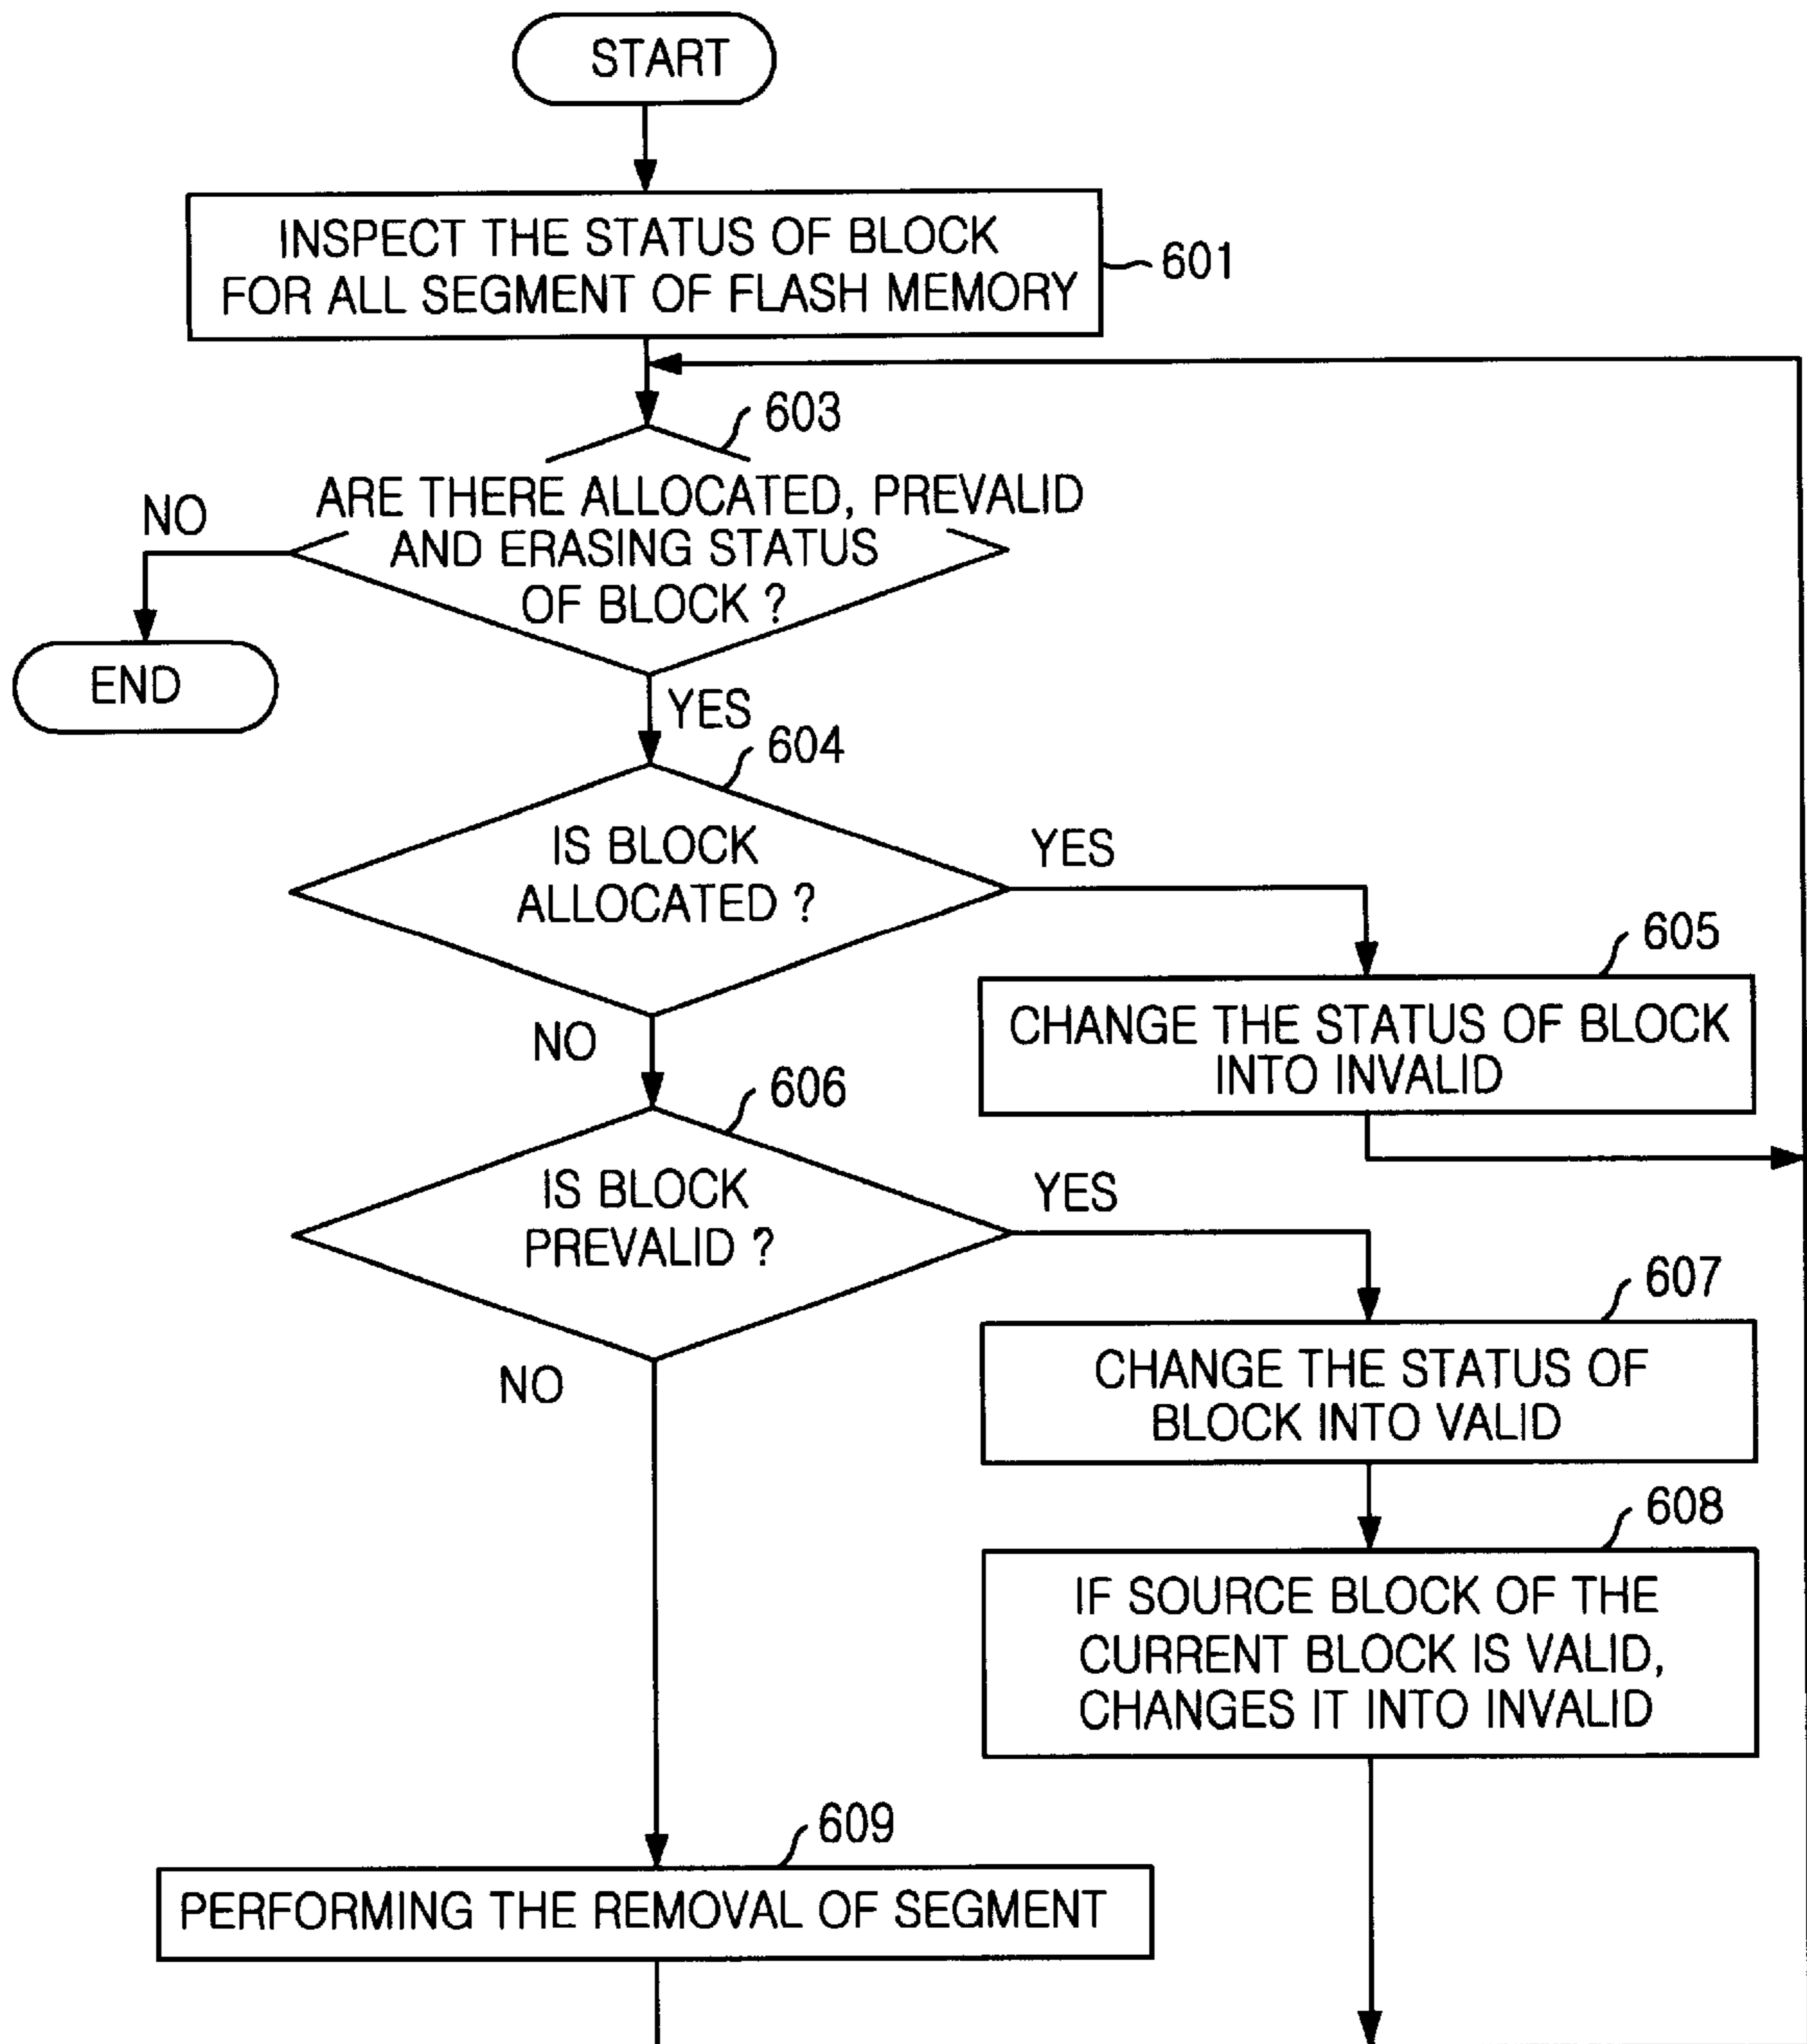 START
INSPECT THE STATUS OF BLOCK
FOR ALL SEGMENT OF FLASH MEMORY
601
603
ARE THERE ALLOCATED, PREVALID
AND ERASING STATUS
OF BLOCK ?
NO
END
YES
604
IS BLOCK
ALLOCATED ?
YES
605
CHANGE THE STATUS OF BLOCK
INTO INVALID
NO
606
IS BLOCK
PREVALID ?
YES
607
CHANGE THE STATUS OF
BLOCK INTO VALID
NO
608
IF SOURCE BLOCK OF THE
CURRENT BLOCK IS VALID,
CHANGES IT INTO INVALID
609
PERFORMING THE REMOVAL OF SEGMENT